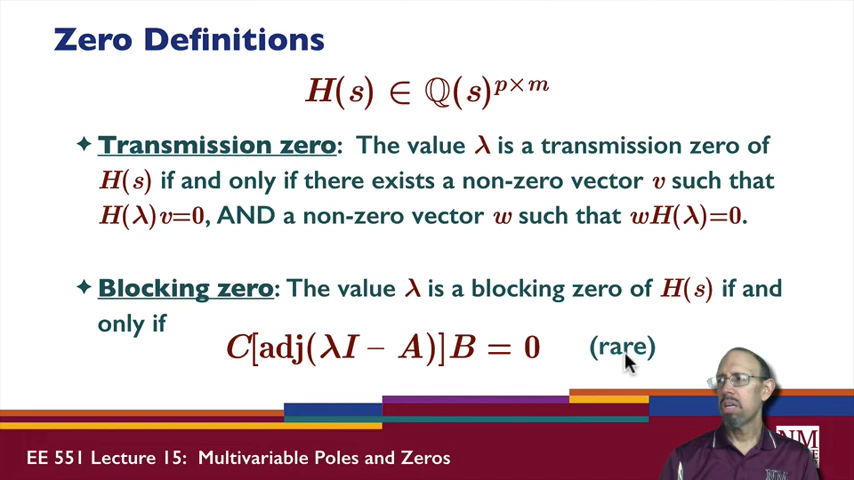 Zero Definitions
H(s) ∈ ℚ(s)^{p×m}
✦ Transmission zero: The value λ is a transmission zero of
H(s) if and only if there exists a non-zero vector v such that
H(λ)v=0, AND a non-zero vector w such that wH(λ)=0.
✦ Blocking zero: The value λ is a blocking zero of H(s) if and
only if
C[adj(λI – A)]B = 0 (rare)
EE 551 Lecture 15: Multivariable Poles and Zeros
NM
NM